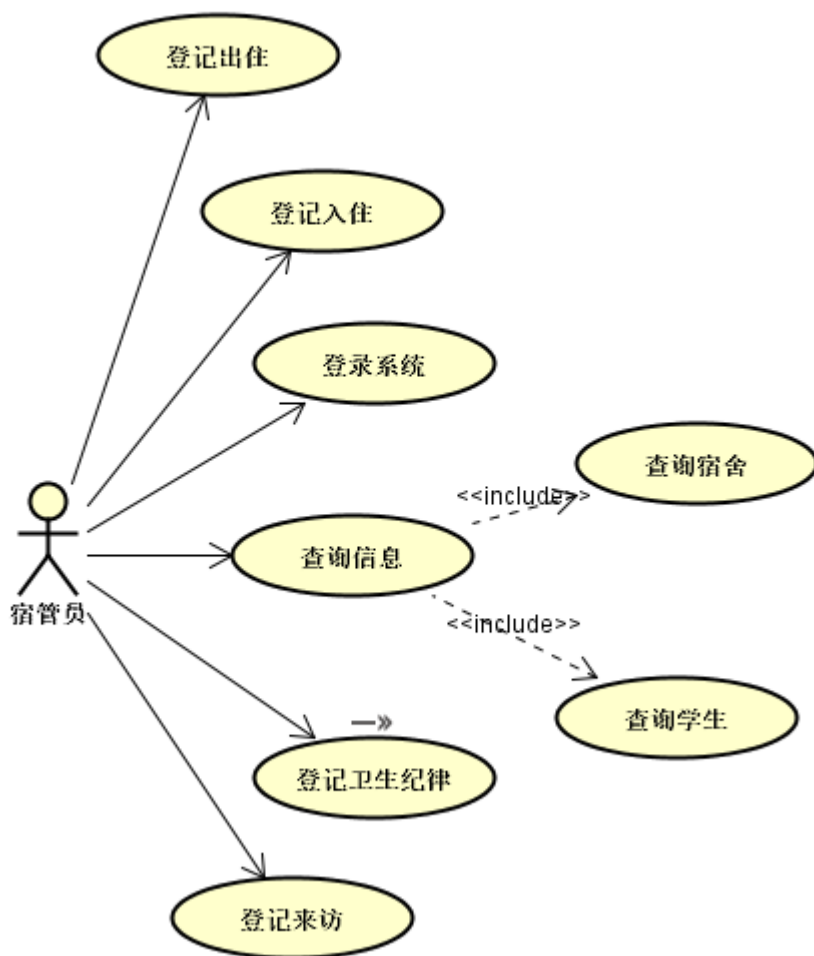 登记出住
登记入住
登录系统
查询宿舍
<<include>>
查询信息
宿管员
<<include>>
查询学生
登记卫生纪律
登记来访